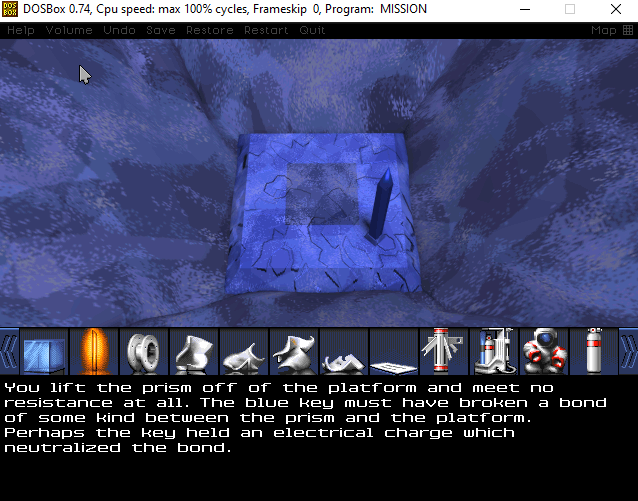 DOS BOX DOSBox 0.74, Cpu speed: max 100% cycles, Frameskip 0, Program: MISSION
Help Volume Undo Save Restore Restart Quit Map
You lift the prism off of the platform and meet no
resistance at all. The blue key must have broken a bond
of some kind between the prism and the platform.
Perhaps the key held an electrical charge which
neutralized the bond.